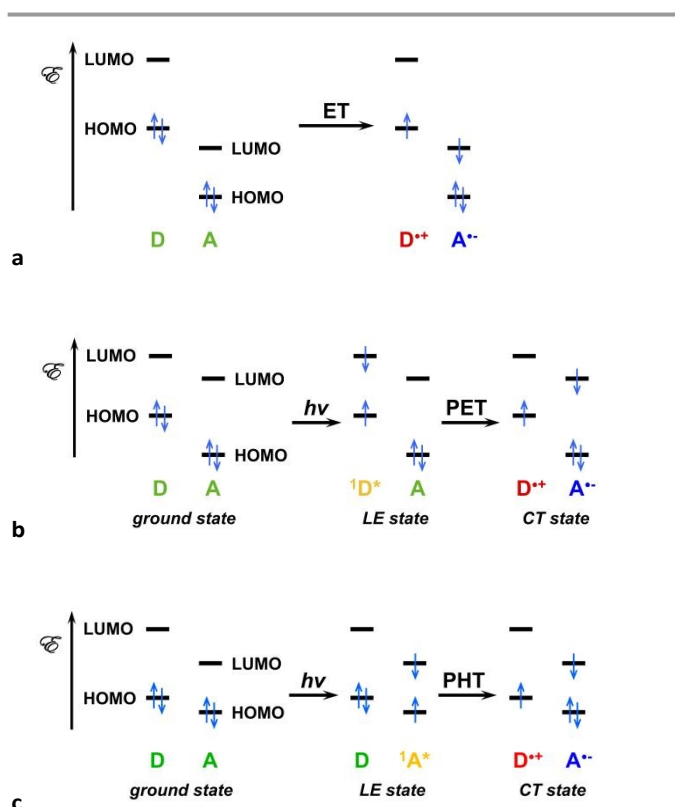 ℰ
LUMO
HOMO
LUMO
HOMO
ET
D A
D•+ A•-
a
ℰ
LUMO
LUMO
HOMO
HOMO
hν
PET
D A
¹D* A
D•+ A•-
ground state
LE state
CT state
b
ℰ
LUMO
LUMO
HOMO
HOMO
hν
PHT
D A
D ¹A*
D•+ A•-
ground state
LE state
CT state
c